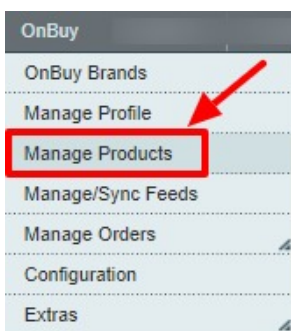 OnBuy
OnBuy Brands
Manage Profile
Manage Products
Manage/Sync Feeds
Manage Orders
Configuration
Extras